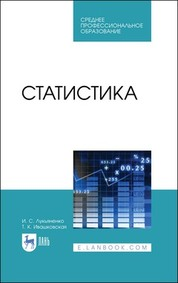 СРЕДНЕЕ
ПРОФЕССИОНАЛЬНОЕ
ОБРАЗОВАНИЕ
СТАТИСТИКА
И. С. Лукьяненко
Т. К. Ивашковская
ЛАНЬ
E.LANBOOK.COM